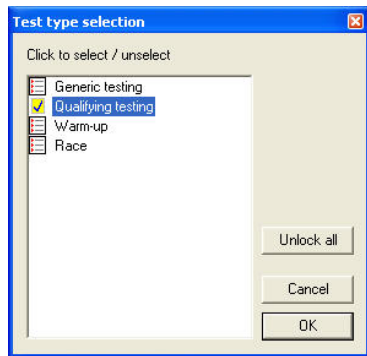 Test type selection
Click to select / unselect
Generic testing
Qualifying testing
Warm-up
Race
Unlock all
Cancel
OK